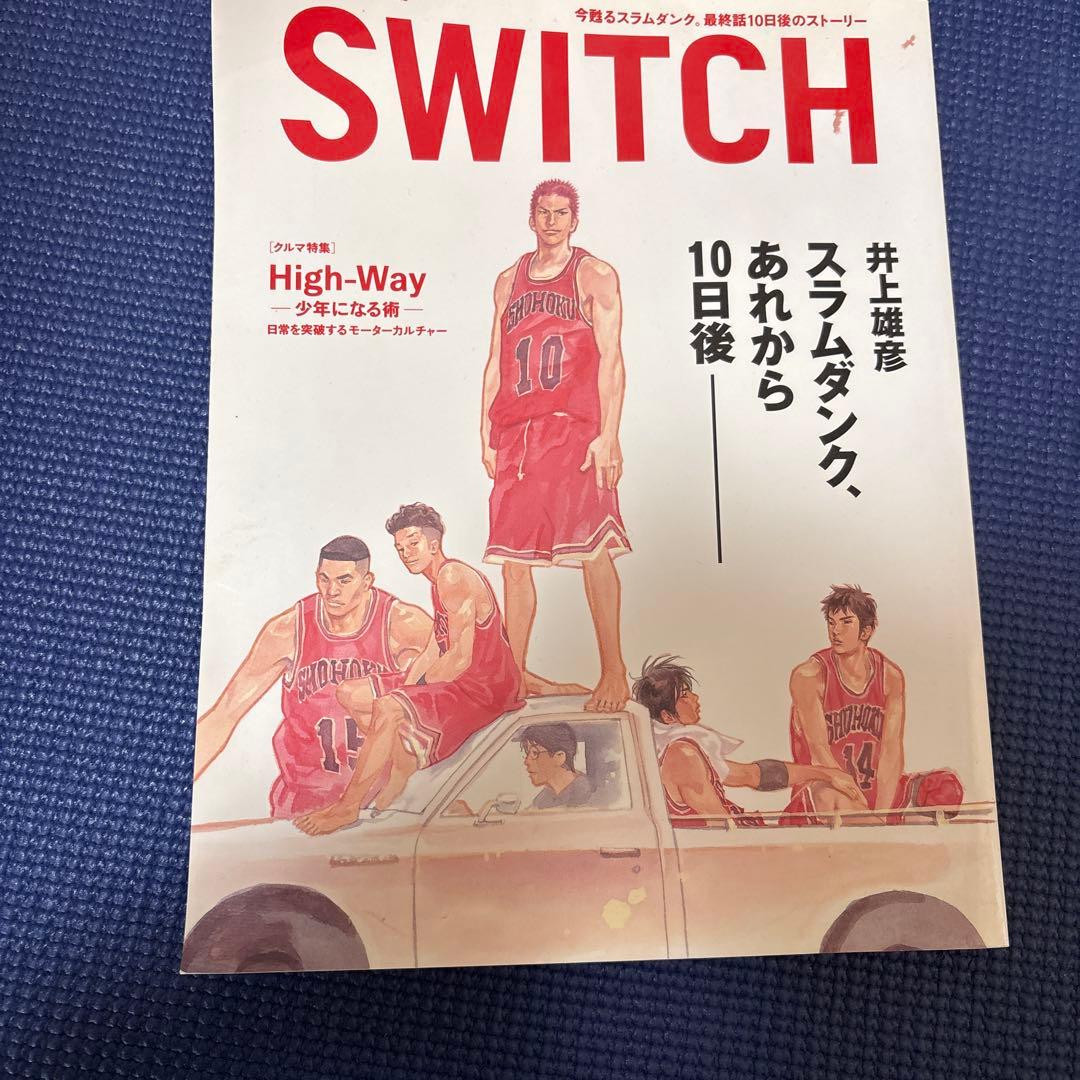 今甦るスラムダンク。最終話10日後のストーリー
SWITCH
[クルマ特集]
High-Way
― 少年になる術 ―
日常を突破するモーターカルチャー
井上雄彦
スラムダンク、
あれから
10日後――
SHOHOKU
10
SHOHOKU
15
SHOHOKU
14